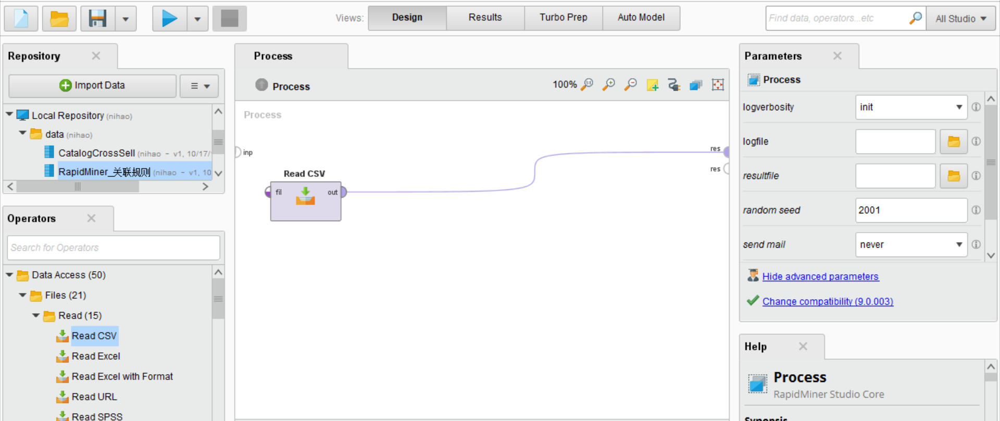 Views:
Design
Results
Turbo Prep
Auto Model
Find data, operators...etc
All Studio
Repository
Import Data
Local Repository (nihao)
data (nihao)
CatalogCrossSell (nihao - v1, 10/17/
RapidMiner_关联规则 (nihao - v1, 10
Operators
Search for Operators
Data Access (50)
Files (21)
Read (15)
Read CSV
Read Excel
Read Excel with Format
Read URL
Read SPSS
Process
Process
100%
Process
inp
Read CSV
fil
out
res
res
Parameters
Process
logverbosity
init
logfile
resultfile
random seed
2001
send mail
never
Hide advanced parameters
Change compatibility (9.0.003)
Help
Process
RapidMiner Studio Core
Synopsis